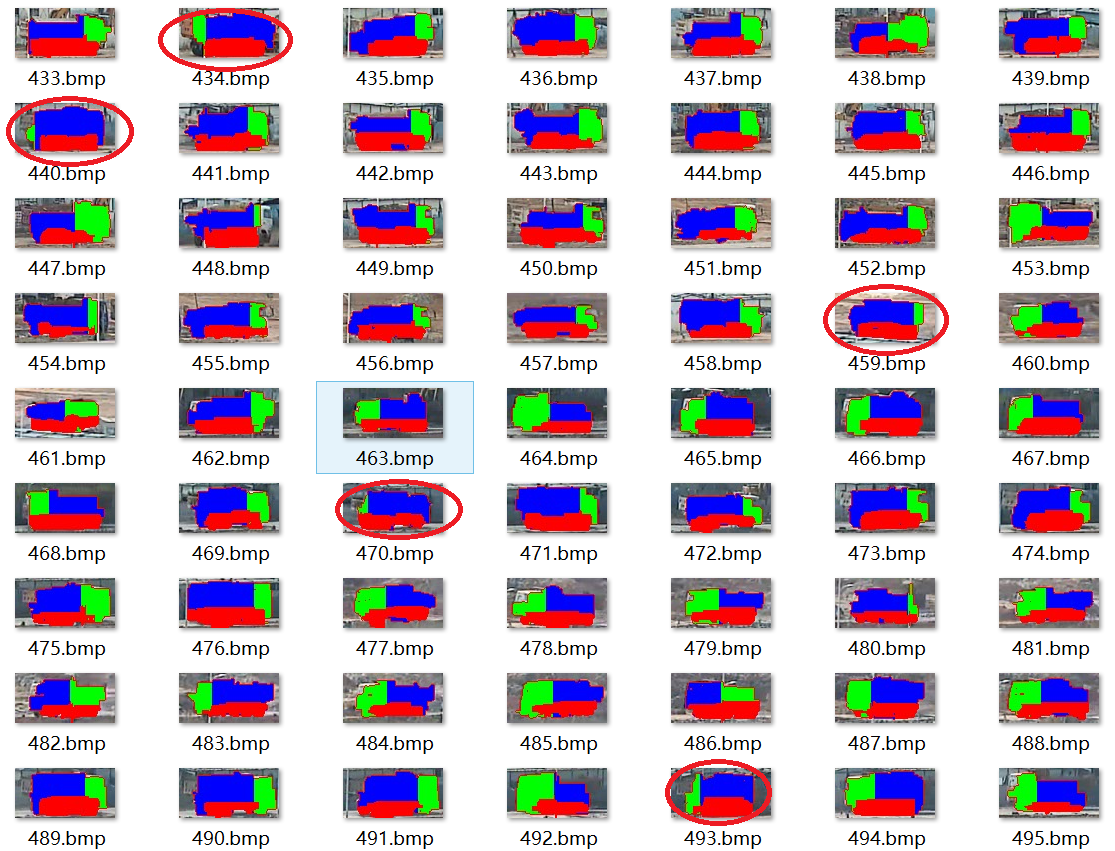 433.bmp 434.bmp 435.bmp 436.bmp 437.bmp 438.bmp 439.bmp
440.bmp 441.bmp 442.bmp 443.bmp 444.bmp 445.bmp 446.bmp
447.bmp 448.bmp 449.bmp 450.bmp 451.bmp 452.bmp 453.bmp
454.bmp 455.bmp 456.bmp 457.bmp 458.bmp 459.bmp 460.bmp
461.bmp 462.bmp 463.bmp 464.bmp 465.bmp 466.bmp 467.bmp
468.bmp 469.bmp 470.bmp 471.bmp 472.bmp 473.bmp 474.bmp
475.bmp 476.bmp 477.bmp 478.bmp 479.bmp 480.bmp 481.bmp
482.bmp 483.bmp 484.bmp 485.bmp 486.bmp 487.bmp 488.bmp
489.bmp 490.bmp 491.bmp 492.bmp 493.bmp 494.bmp 495.bmp